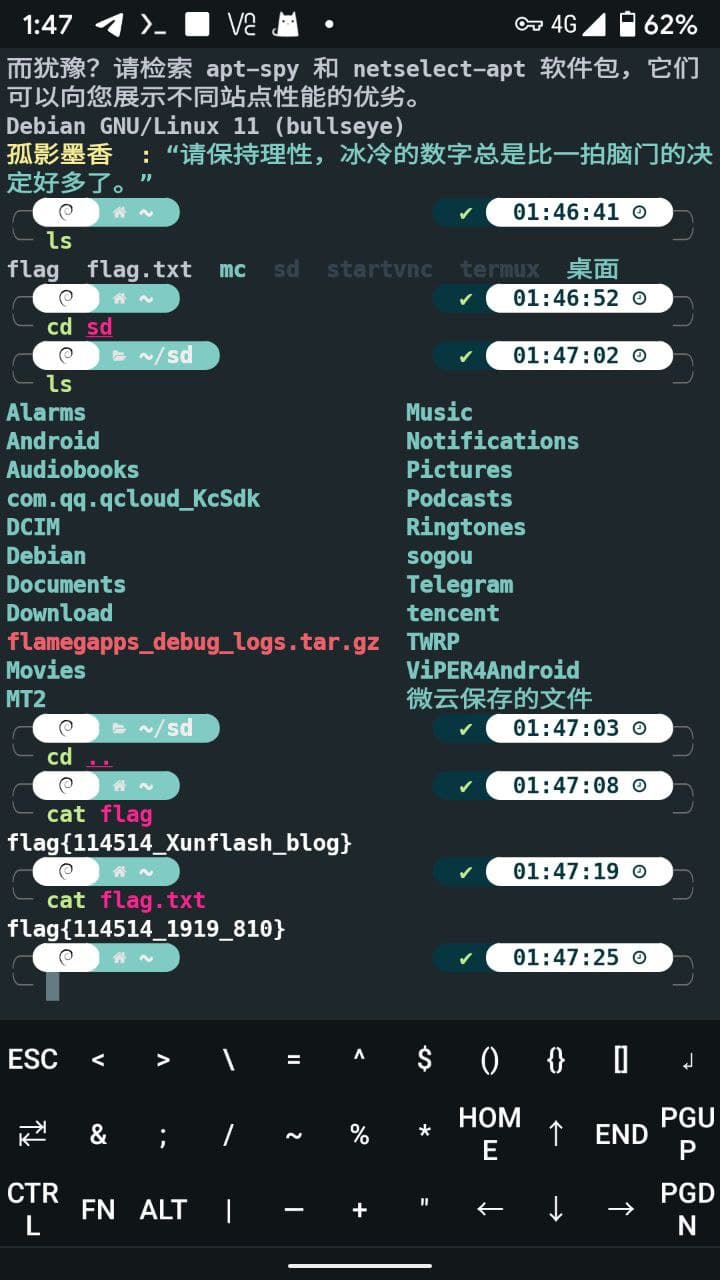 1:47 4G 62%
而犹豫？请检索 apt-spy 和 netselect-apt 软件包，它们
可以向您展示不同站点性能的优劣。
Debian GNU/Linux 11 (bullseye)
孤影墨香 : “请保持理性，冰冷的数字总是比一拍脑门的决
定好多了。”
~ ✔ 01:46:41
ls
flag flag.txt mc sd startvnc termux 桌面
~ ✔ 01:46:52
cd sd
~/sd ✔ 01:47:02
ls
Alarms Music
Android Notifications
Audiobooks Pictures
com.qq.qcloud_KcSdk Podcasts
DCIM Ringtones
Debian sogou
Documents Telegram
Download tencent
flamegapps_debug_logs.tar.gz TWRP
Movies ViPER4Android
MT2 微云保存的文件
~/sd ✔ 01:47:03
cd ..
~ ✔ 01:47:08
cat flag
flag{114514_Xunflash_blog}
~ ✔ 01:47:19
cat flag.txt
flag{114514_1919_810}
~ ✔ 01:47:25
ESC < > \ = ^ $ () {} [] ↲
⇄ & ; / ~ % * HOME ↑ END PGUP
CTRL FN ALT | — + " ← ↓ → PGDN